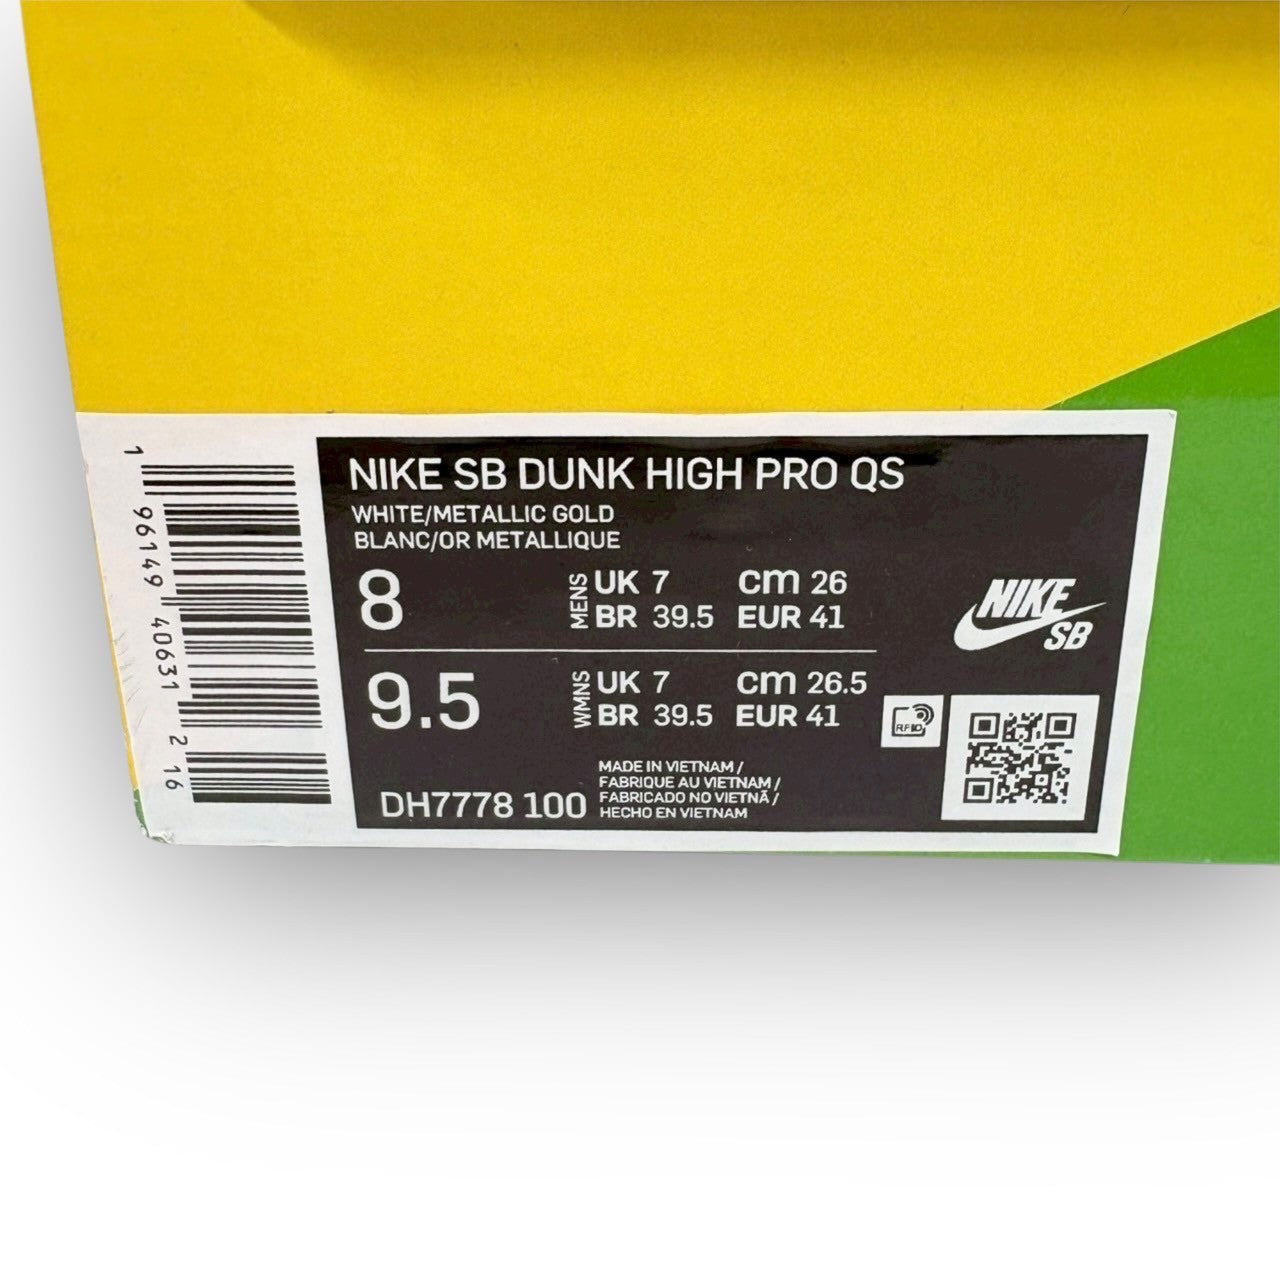 1 96149 40631 2 16
NIKE SB DUNK HIGH PRO QS
WHITE/METALLIC GOLD
BLANC/OR METALLIQUE
8 MENS UK 7 cm 26
BR 39.5 EUR 41
9.5 WMNS UK 7 cm 26.5
BR 39.5 EUR 41
NIKE
SB
RFID
MADE IN VIETNAM /
FABRIQUE AU VIETNAM /
FABRICADO NO VIETNÃ /
HECHO EN VIETNAM
DH7778 100